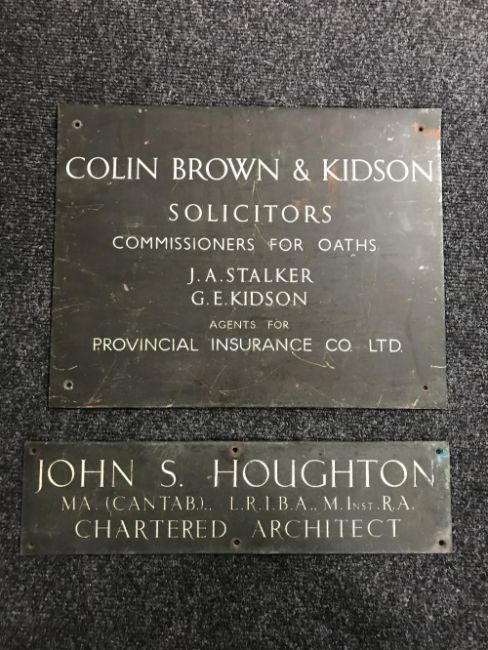 COLIN BROWN & KIDSON
SOLICITORS
COMMISSIONERS FOR OATHS
J.A.STALKER
G.E.KIDSON
AGENTS FOR
PROVINCIAL INSURANCE CO. LTD.
JOHN S. HOUGHTON
MA. (CANTAB.)., L.R.I.B.A., M.INST.R.A.
CHARTERED ARCHITECT